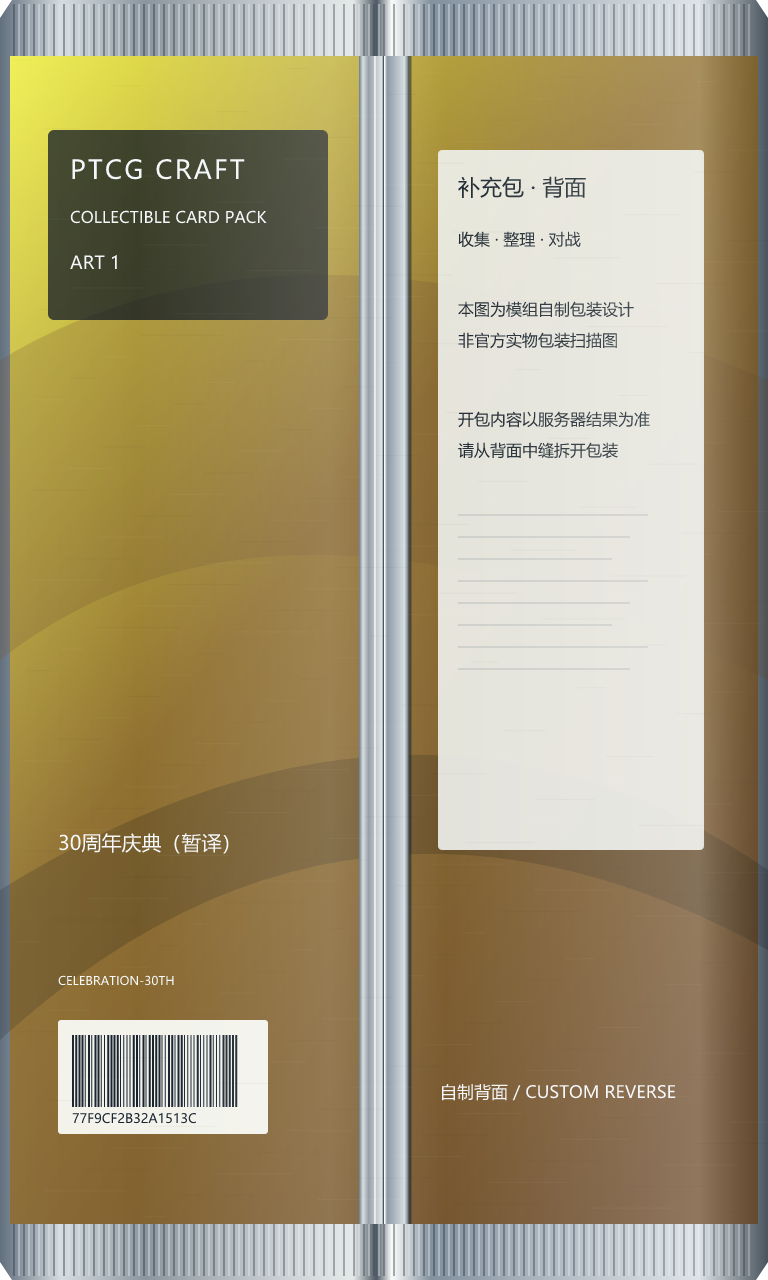 PTCG CRAFT
COLLECTIBLE CARD PACK
ART 1
30周年庆典（暂译）
CELEBRATION-30TH
77F9CF2B32A1513C
补充包 · 背面
收集 · 整理 · 对战
本图为模组自制包装设计
非官方实物包装扫描图
开包内容以服务器结果为准
请从背面中缝拆开包装
自制背面 / CUSTOM REVERSE